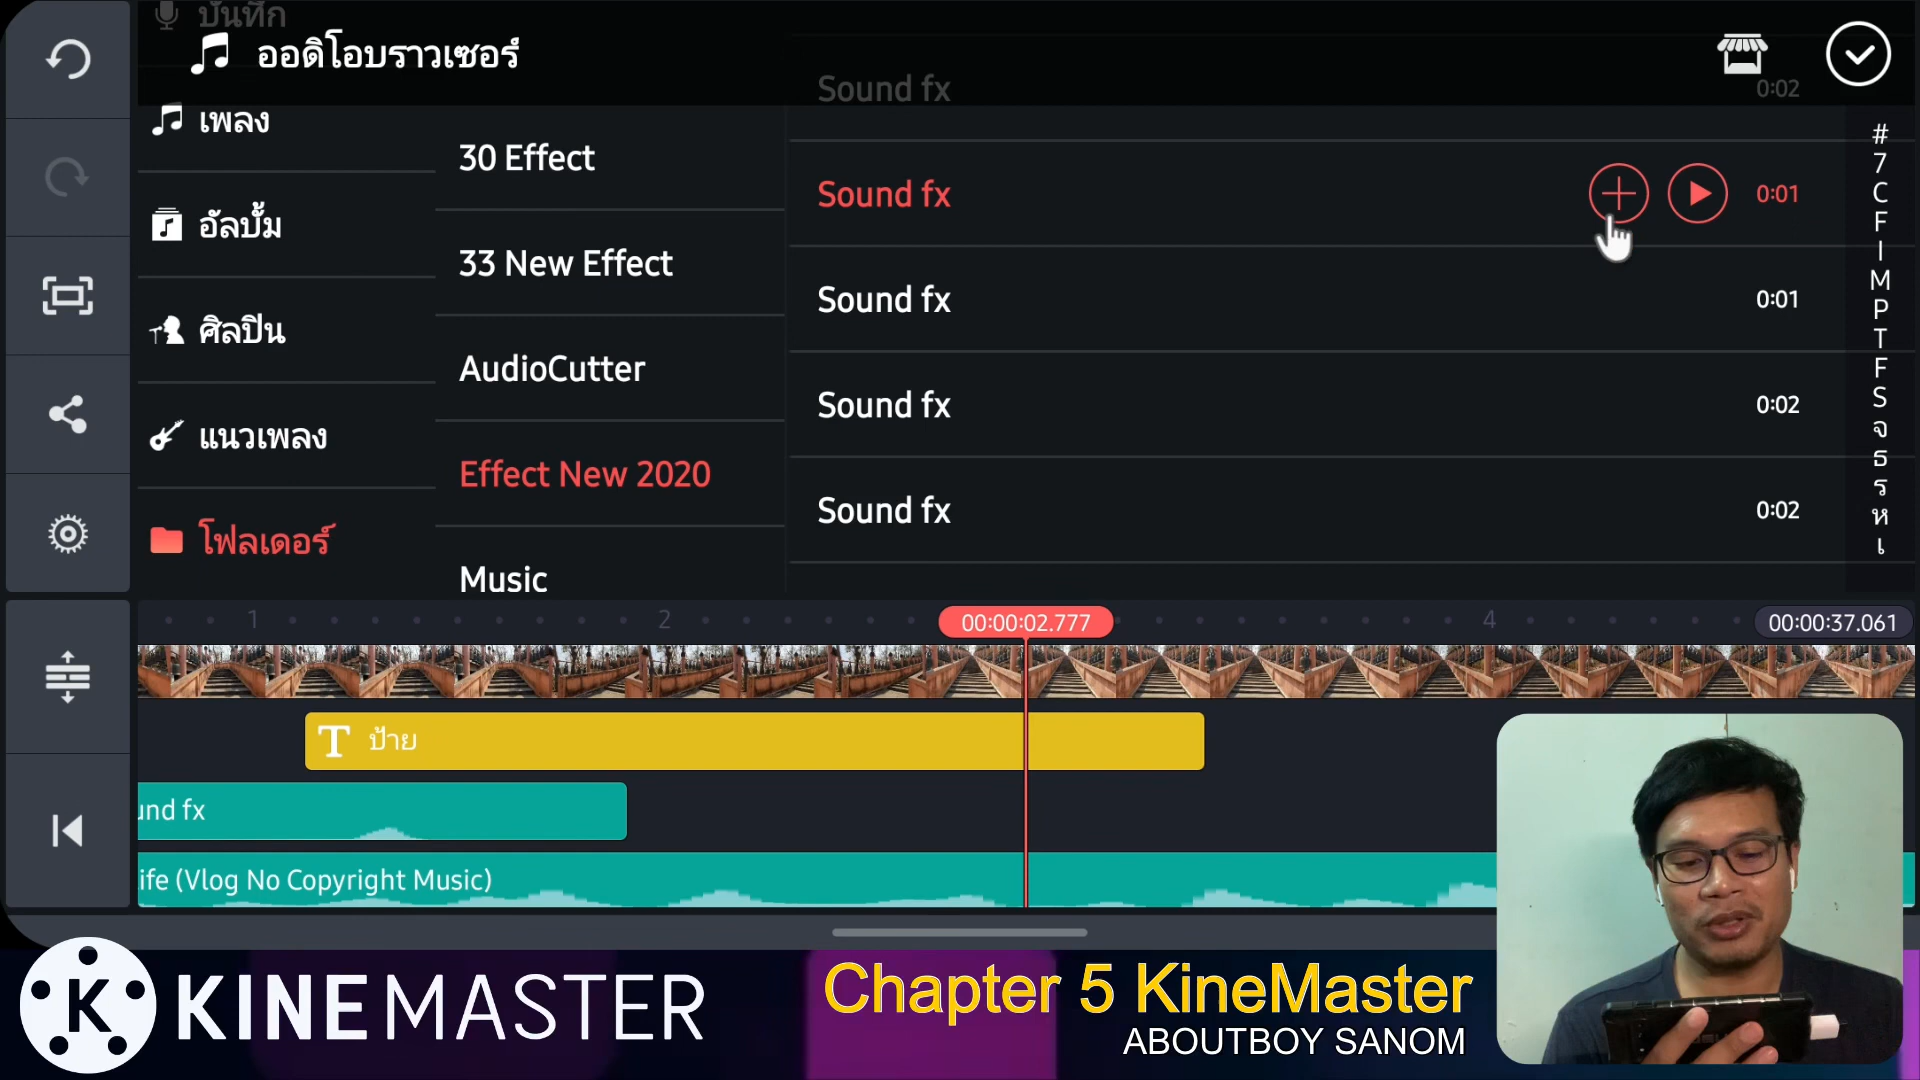 บันทึก
ออดิโอบราวเซอร์
เพลง
อัลบั้ม
ศิลปิน
แนวเพลง
โฟลเดอร์
30 Effect
33 New Effect
AudioCutter
Effect New 2020
Music
Sound fx 0:02
Sound fx 0:01
Sound fx 0:01
Sound fx 0:02
Sound fx 0:02
#
7
C
F
I
M
P
T
F
S
จ
ธ
ร
ห
เ
1 2 00:00:02.777 4 00:00:37.061
T ป้าย
und fx
ife (Vlog No Copyright Music)
K KINEMASTER
Chapter 5 KineMaster
ABOUTBOY SANOM